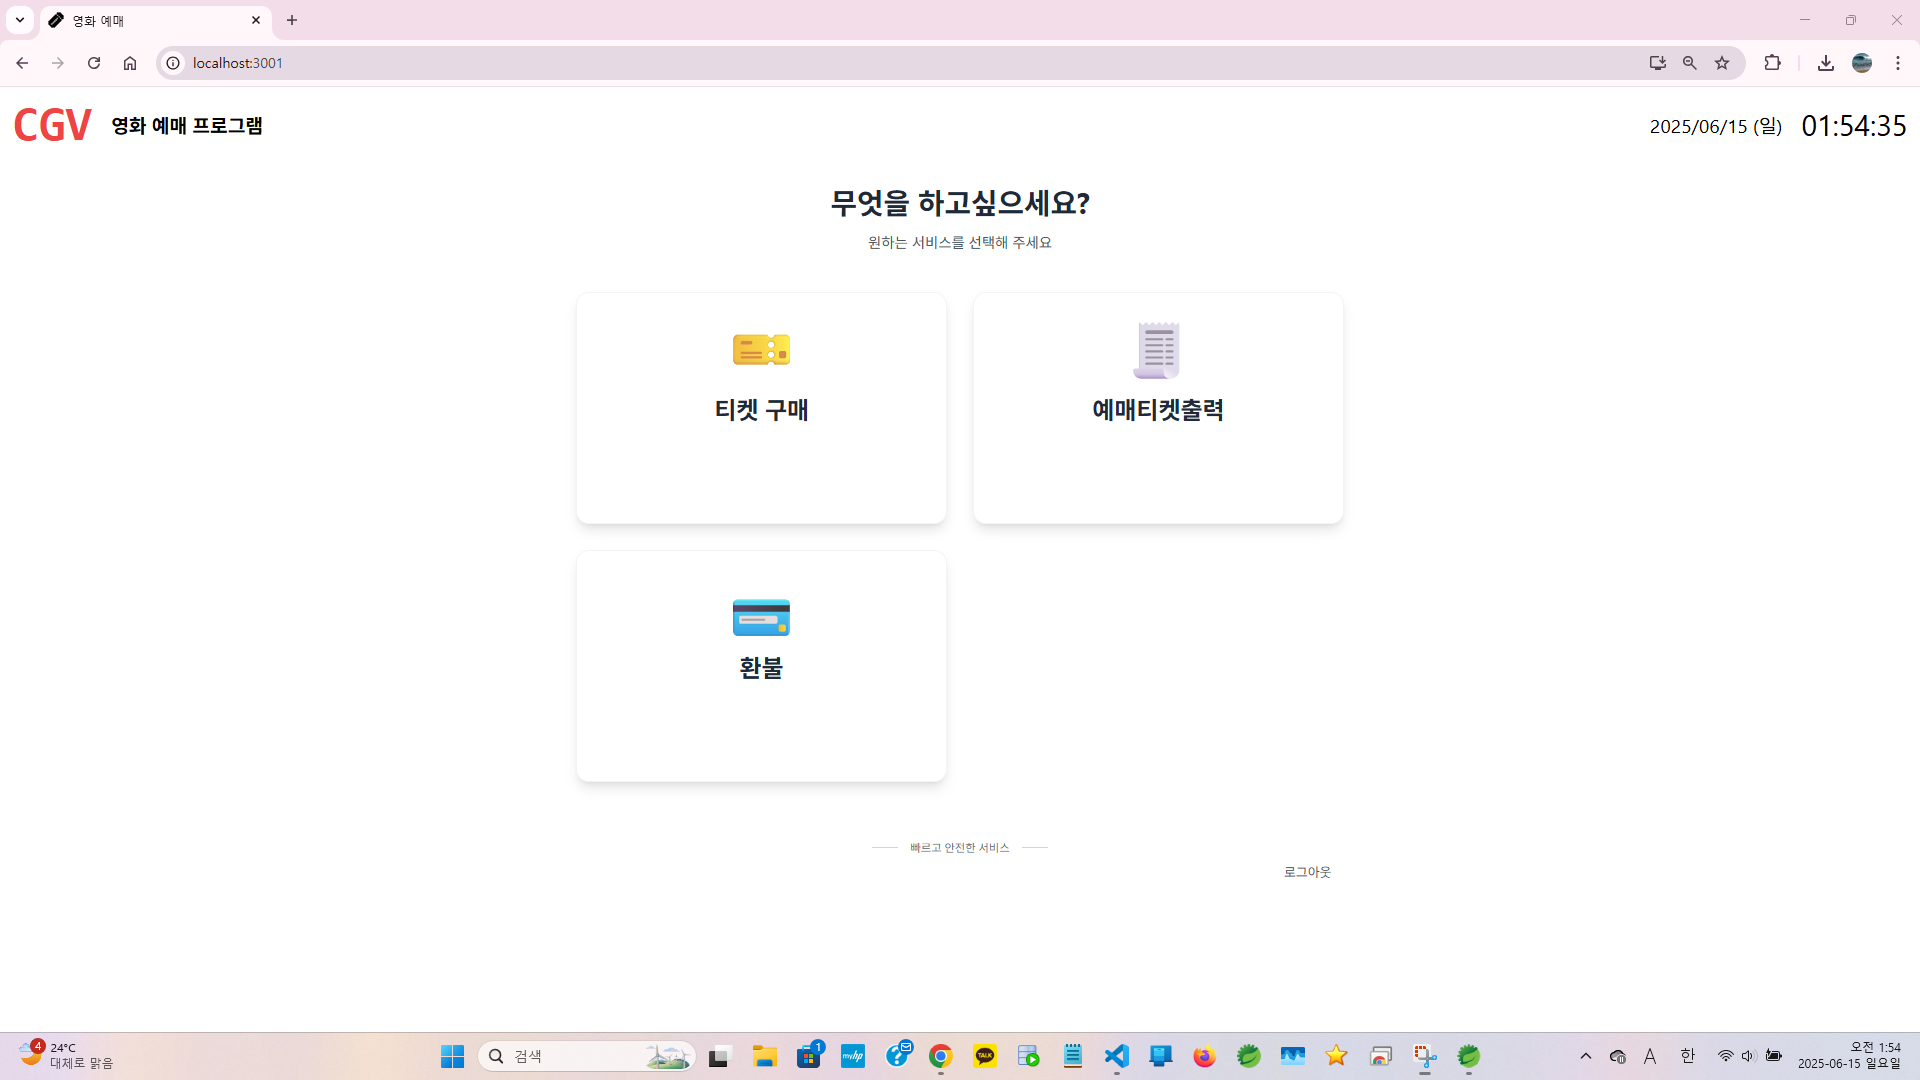 영화 예매
localhost:3001
CGV 영화 예매 프로그램
2025/06/15 (일) 01:54:35
무엇을 하고싶으세요?
원하는 서비스를 선택해 주세요
티켓 구매
예매티켓출력
환불
빠르고 안전한 서비스
로그아웃
4
24°C
대체로 맑음
검색
1
myhp
TALK
A
한
오전 1:54
2025-06-15 일요일